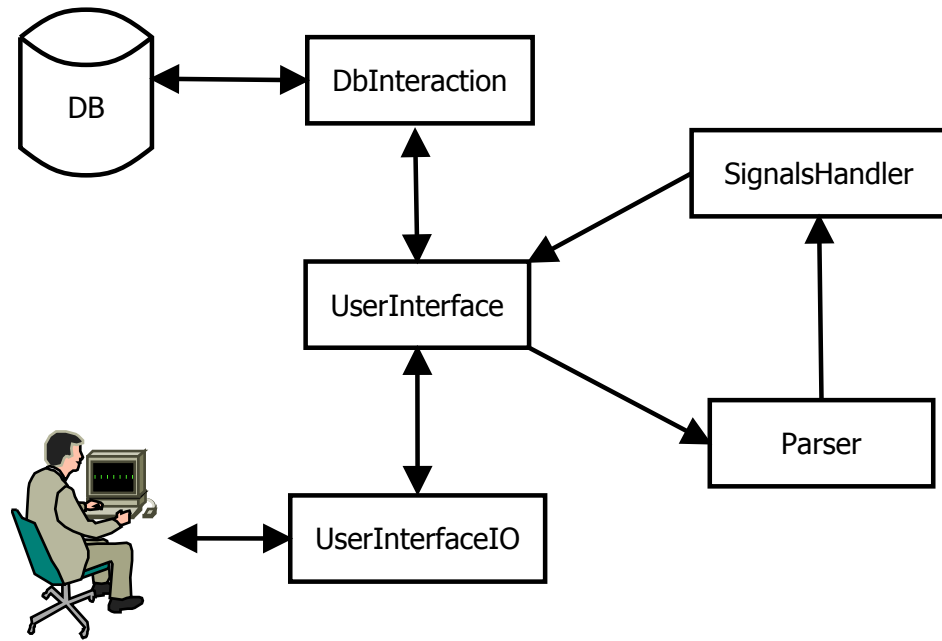 DB
DbInteraction
SignalsHandler
UserInterface
Parser
UserInterfaceIO